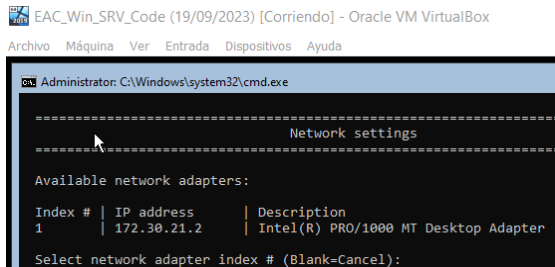 EAC_Win_SRV_Code (19/09/2023) [Corriendo] - Oracle VM VirtualBox
Archivo Máquina Ver Entrada Dispositivos Ayuda
Administrator: C:\Windows\system32\cmd.exe
================================================================
Network settings
================================================================
Available network adapters:
Index # | IP address | Description
1 | 172.30.21.2 | Intel(R) PRO/1000 MT Desktop Adapter
Select network adapter index # (Blank=Cancel):